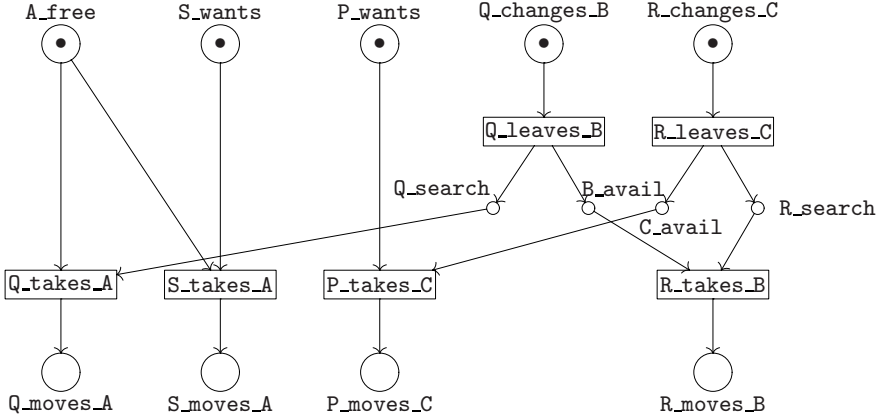 A_free S_wants P_wants Q_changes_B R_changes_C
Q_leaves_B R_leaves_C
Q_search B_avail R_search
C_avail
Q_takes_A S_takes_A P_takes_C R_takes_B
Q_moves_A S_moves_A P_moves_C R_moves_B